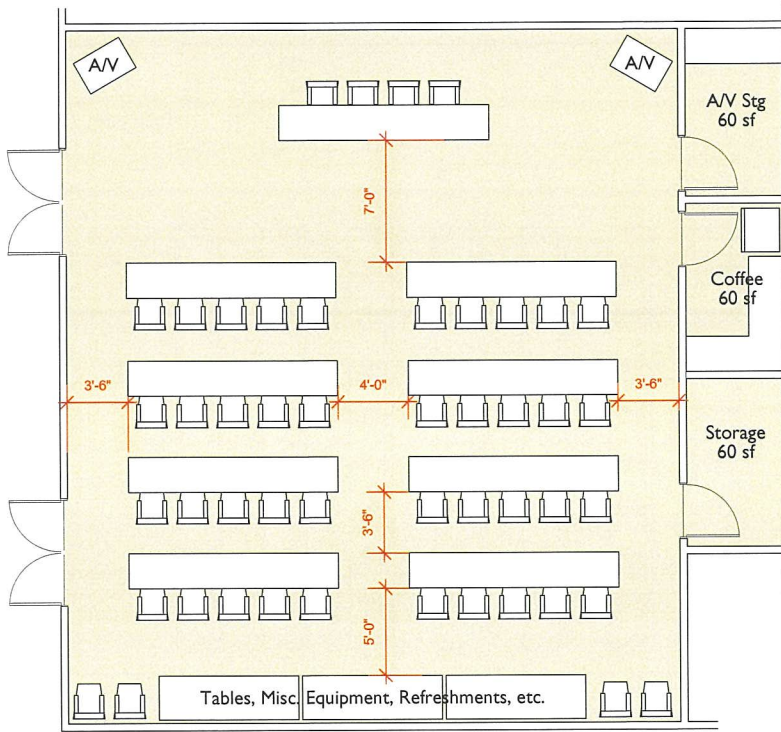 A/V
A/V
A/V Stg
60 sf
7'-0"
Coffee
60 sf
3'-6"
4'-0"
3'-6"
Storage
60 sf
3'-6"
5'-0"
Tables, Misc. Equipment, Refreshments, etc.